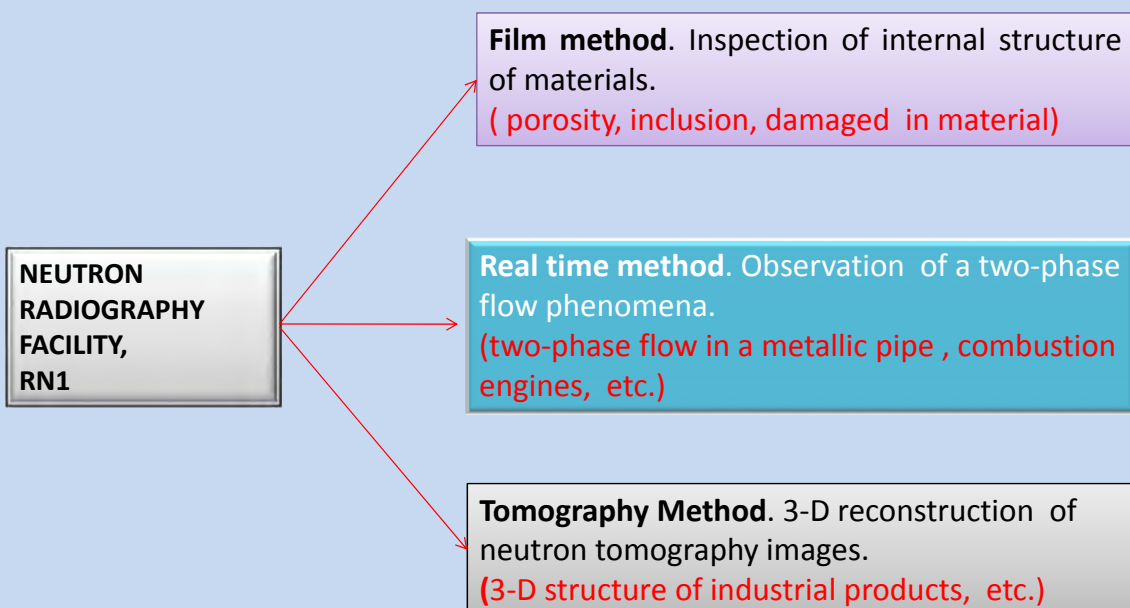 Film method. Inspection of internal structure
of materials.
( porosity, inclusion, damaged in material)
NEUTRON
RADIOGRAPHY
FACILITY,
RN1
Real time method. Observation of a two-phase
flow phenomena.
(two-phase flow in a metallic pipe , combustion
engines, etc.)
Tomography Method. 3-D reconstruction of
neutron tomography images.
(3-D structure of industrial products, etc.)